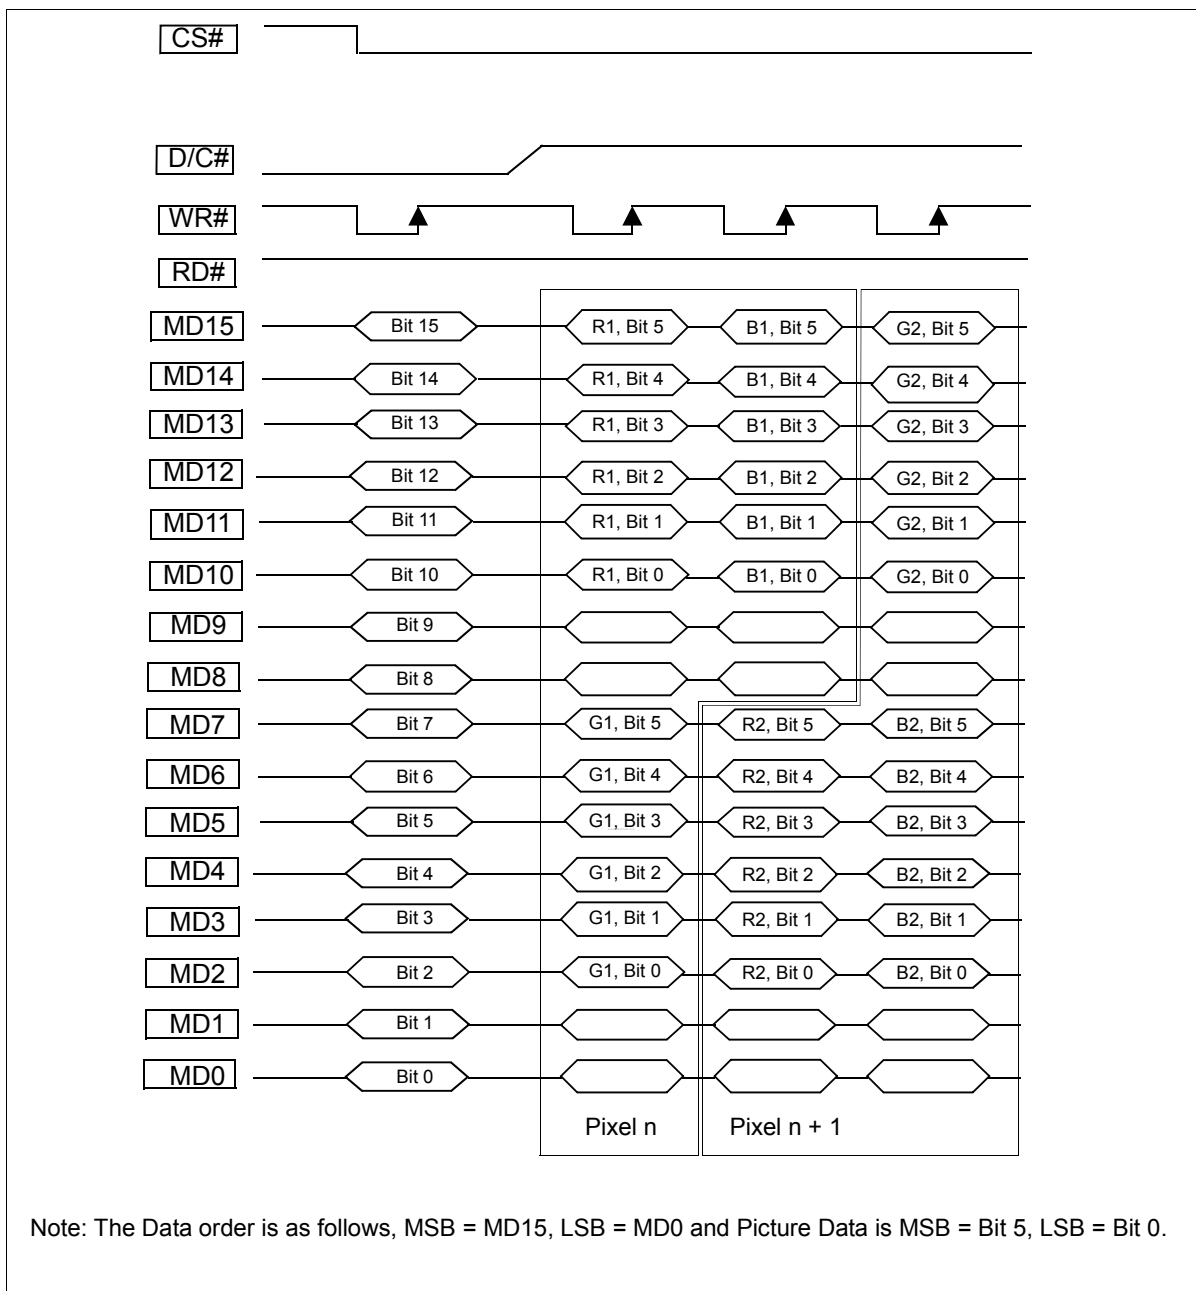 CS#
D/C#
WR#
RD#
MD15 Bit 15 R1, Bit 5 B1, Bit 5 G2, Bit 5
MD14 Bit 14 R1, Bit 4 B1, Bit 4 G2, Bit 4
MD13 Bit 13 R1, Bit 3 B1, Bit 3 G2, Bit 3
MD12 Bit 12 R1, Bit 2 B1, Bit 2 G2, Bit 2
MD11 Bit 11 R1, Bit 1 B1, Bit 1 G2, Bit 1
MD10 Bit 10 R1, Bit 0 B1, Bit 0 G2, Bit 0
MD9 Bit 9
MD8 Bit 8
MD7 Bit 7 G1, Bit 5 R2, Bit 5 B2, Bit 5
MD6 Bit 6 G1, Bit 4 R2, Bit 4 B2, Bit 4
MD5 Bit 5 G1, Bit 3 R2, Bit 3 B2, Bit 3
MD4 Bit 4 G1, Bit 2 R2, Bit 2 B2, Bit 2
MD3 Bit 3 G1, Bit 1 R2, Bit 1 B2, Bit 1
MD2 Bit 2 G1, Bit 0 R2, Bit 0 B2, Bit 0
MD1 Bit 1
MD0 Bit 0
Pixel n Pixel n + 1
Note: The Data order is as follows, MSB = MD15, LSB = MD0 and Picture Data is MSB = Bit 5, LSB = Bit 0.